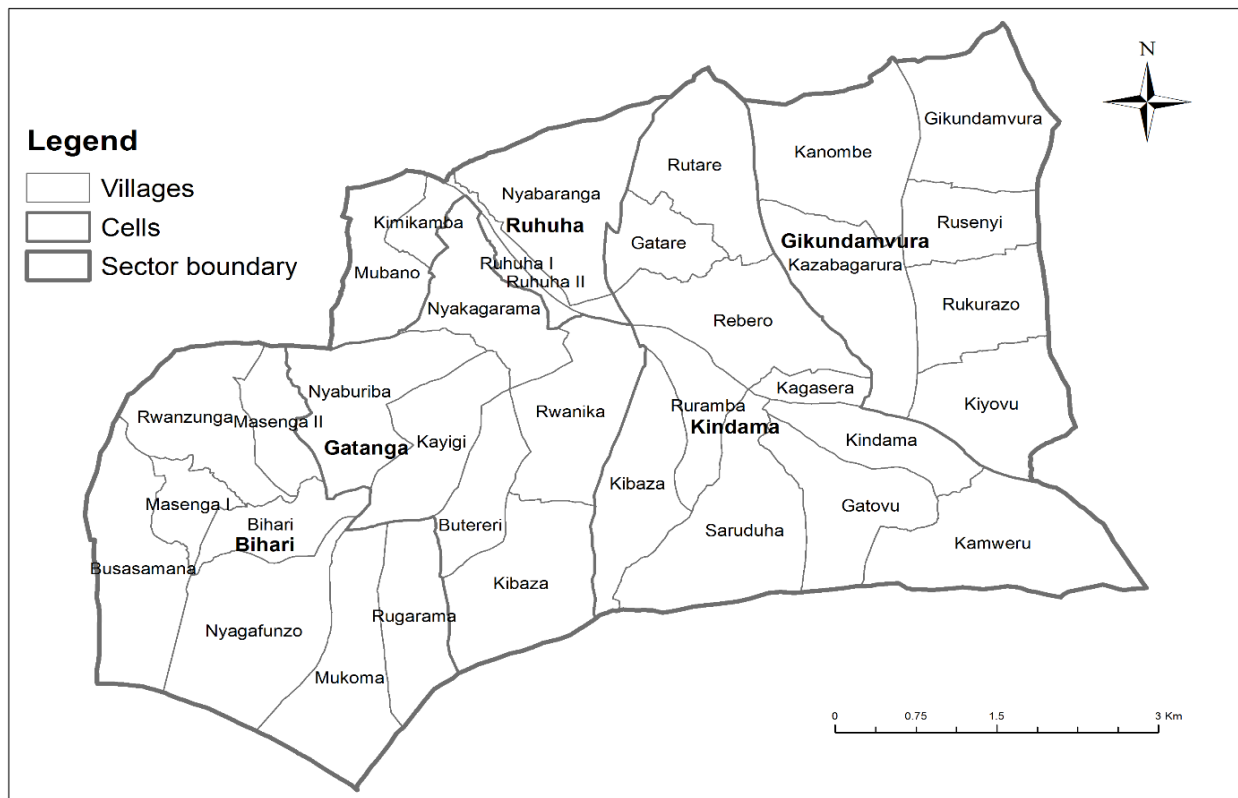 N
Legend
Villages
Cells
Sector boundary
Gikundamvura
Kanombe
Rutare
Nyabaranga
Ruhuha
Kimikamba
Rusenyi
Gatare
Gikundamvura
Kazabagarura
Ruhuha I
Ruhuha II
Mubano
Nyakagarama
Rukurazo
Rebero
Kagasera
Nyaburiba
Rwanika
Kiyovu
Rwanzunga
Masenga II
Ruramba
Kindama
Gatanga
Kayigi
Kindama
Kibaza
Masenga I
Bihari
Bihari
Butereri
Saruduha
Gatovu
Kamweru
Busasamana
Kibaza
Rugarama
Nyagafunzo
Mukoma
0 0.75 1.5 3 Km